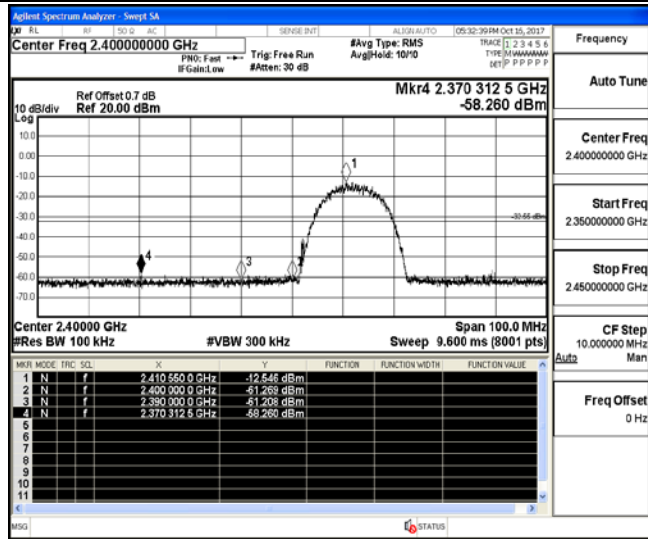 Agilent Spectrum Analyzer - Swept SA
RL RF 50 Ω AC SENSE:INT ALIGN AUTO 05:32:39 PM Oct 16, 2017
Center Freq 2.400000000 GHz
PNO: Fast
IFGain:Low
Trig: Free Run
#Atten: 30 dB
#Avg Type: RMS
Avg|Hold: 10/10
TRACE 1 2 3 4 5 6
TYPE M
DET P P P P P P
Frequency
Auto Tune
Center Freq
2.400000000 GHz
Start Freq
2.350000000 GHz
Stop Freq
2.450000000 GHz
CF Step
10.000000 MHz
Auto Man
Freq Offset
0 Hz
Mkr4 2.370 312 5 GHz
-58.260 dBm
Ref Offset 0.7 dB
10 dB/div Ref 20.00 dBm
Log
10.0
0.00
-10.0
-20.0
-30.0
-40.0
-50.0
-60.0
-70.0
1
2
3
4
-32.55 dBm
Center 2.40000 GHz
Span 100.0 MHz
#Res BW 100 kHz #VBW 300 kHz Sweep 9.600 ms (8001 pts)
MKR MODE TRC SCL X Y FUNCTION FUNCTION WIDTH FUNCTION VALUE
1 N f 2.410 550 0 GHz -12.546 dBm
2 N f 2.400 000 0 GHz -61.269 dBm
3 N f 2.390 000 0 GHz -61.208 dBm
4 N f 2.370 312 5 GHz -58.260 dBm
5
6
7
8
9
10
11
MSG STATUS